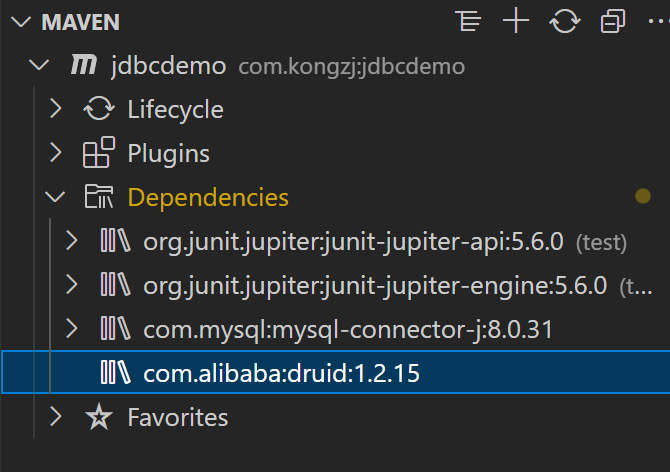 MAVEN
jdbcdemo com.kongzj:jdbcdemo
Lifecycle
Plugins
Dependencies
org.junit.jupiter:junit-jupiter-api:5.6.0 (test)
org.junit.jupiter:junit-jupiter-engine:5.6.0 (t...
com.mysql:mysql-connector-j:8.0.31
com.alibaba:druid:1.2.15
Favorites